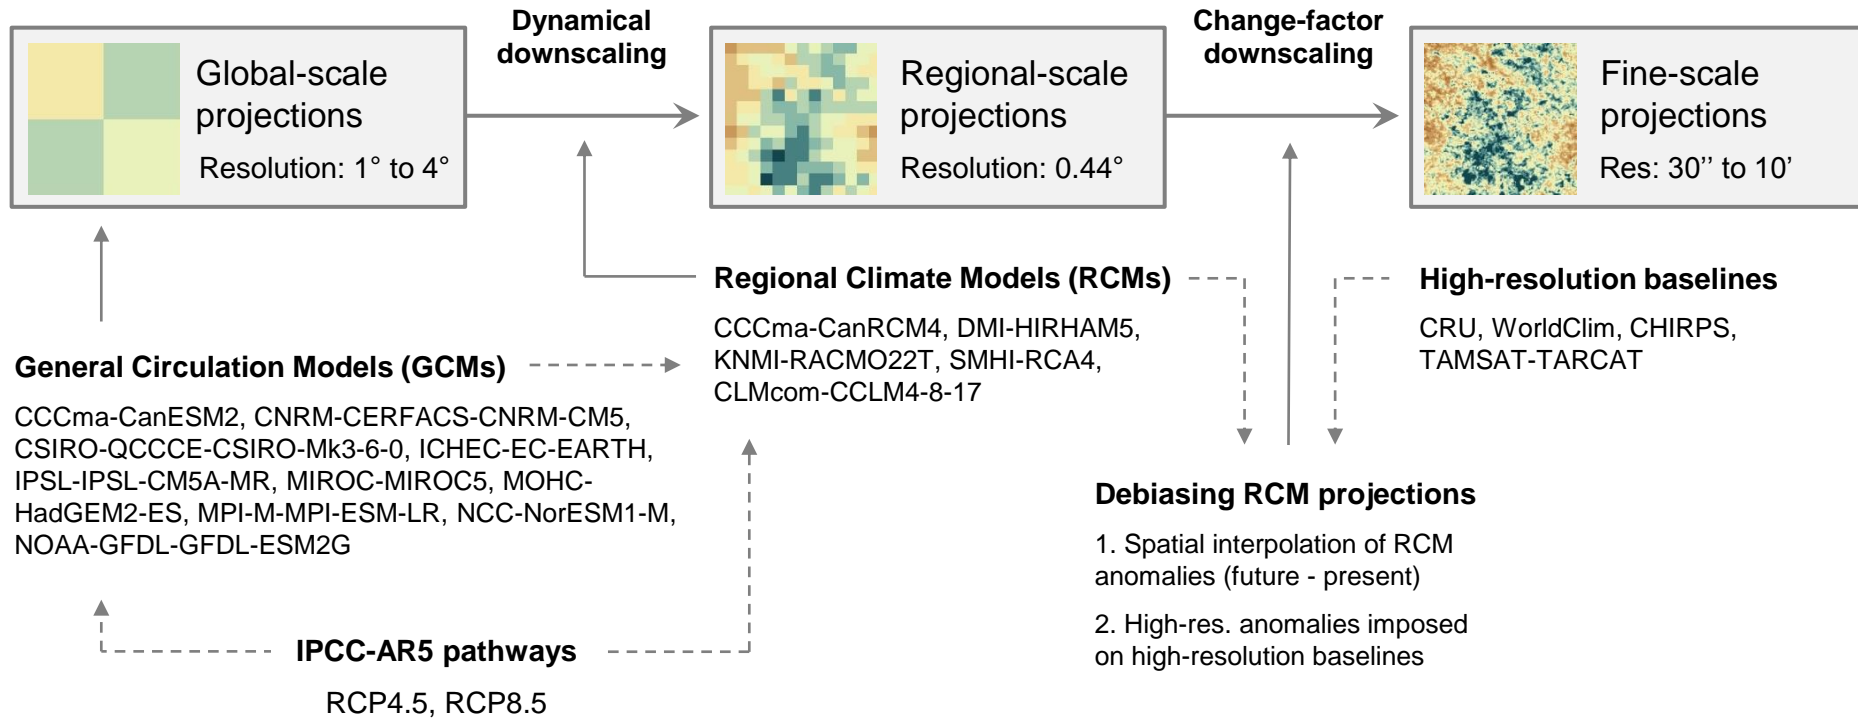 Dynamical
downscaling
Change-factor
downscaling
Global-scale
projections
Resolution: 1° to 4°
Regional-scale
projections
Resolution: 0.44°
Fine-scale
projections
Res: 30’’ to 10’
Regional Climate Models (RCMs)
CCCma-CanRCM4, DMI-HIRHAM5,
KNMI-RACMO22T, SMHI-RCA4,
CLMcom-CCLM4-8-17
High-resolution baselines
CRU, WorldClim, CHIRPS,
TAMSAT-TARCAT
General Circulation Models (GCMs)
CCCma-CanESM2, CNRM-CERFACS-CNRM-CM5,
CSIRO-QCCCE-CSIRO-Mk3-6-0, ICHEC-EC-EARTH,
IPSL-IPSL-CM5A-MR, MIROC-MIROC5, MOHC-
HadGEM2-ES, MPI-M-MPI-ESM-LR, NCC-NorESM1-M,
NOAA-GFDL-GFDL-ESM2G
Debiasing RCM projections
1. Spatial interpolation of RCM
anomalies (future - present)
2. High-res. anomalies imposed
on high-resolution baselines
IPCC-AR5 pathways
RCP4.5, RCP8.5